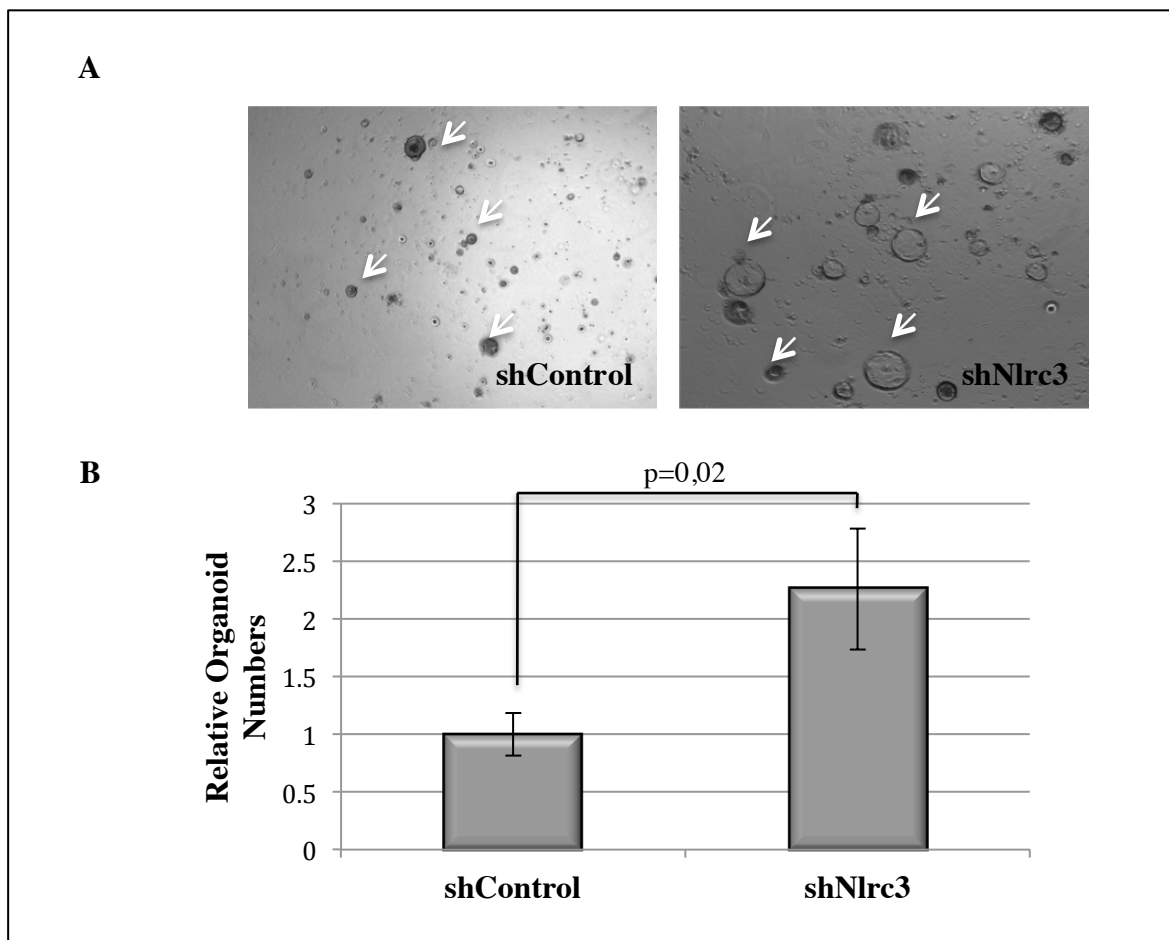 A
shControl
shNlrc3
B
p=0,02
3
2.5
2
1.5
1
0.5
0
Relative Organoid
Numbers
shControl
shNlrc3